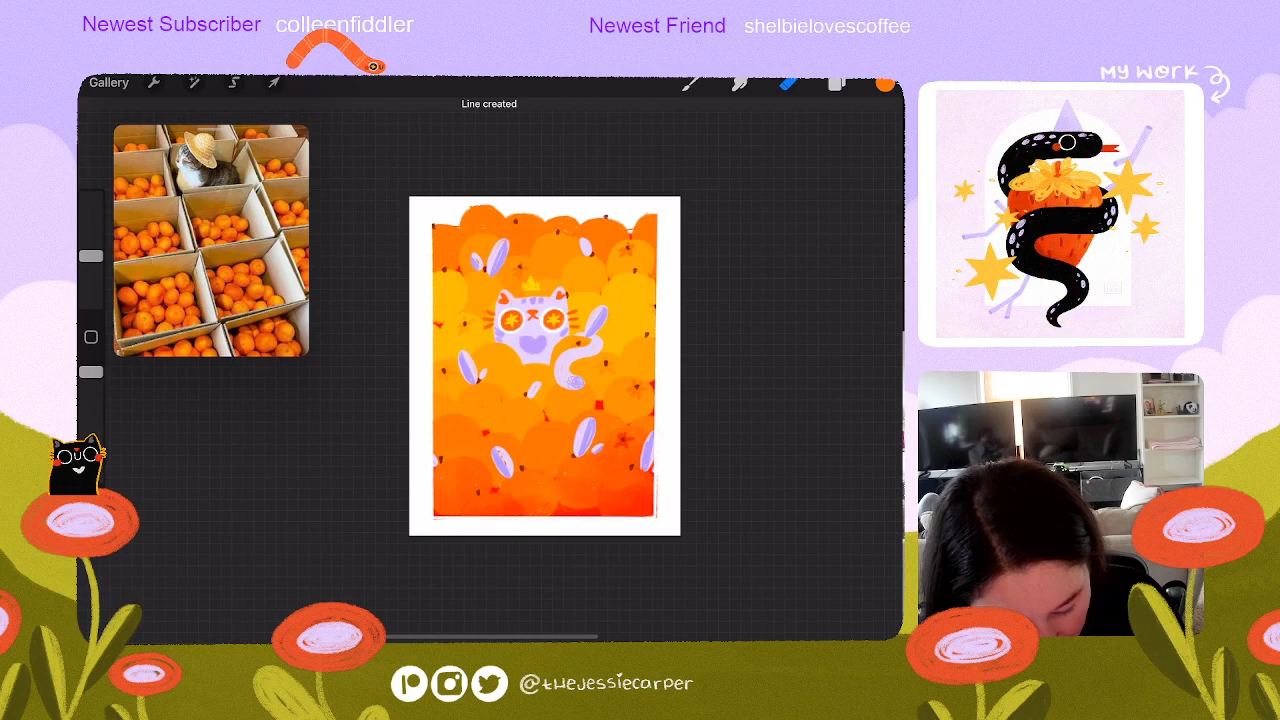 Newest Subscriber colleenfiddler
Newest Friend shelbielovescoffee
MY WORK
Gallery
Line created
@tHeJessiecarper